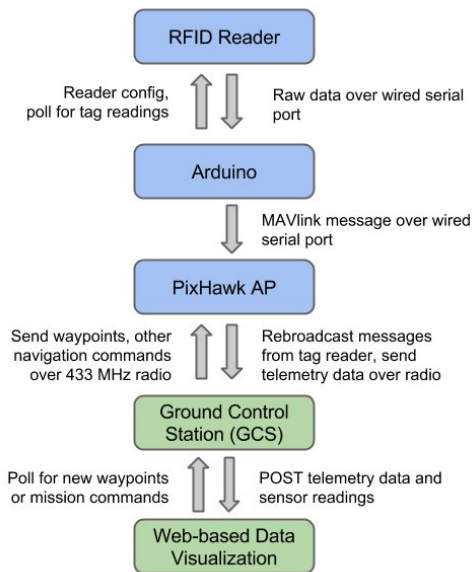 RFID Reader
Reader config,
poll for tag readings
Raw data over wired serial
port
Arduino
MAVlink message over wired
serial port
PixHawk AP
Send waypoints, other
navigation commands
over 433 MHz radio
Rebroadcast messages
from tag reader, send
telemetry data over radio
Ground Control
Station (GCS)
Poll for new waypoints
or mission commands
POST telemetry data and
sensor readings
Web-based Data
Visualization